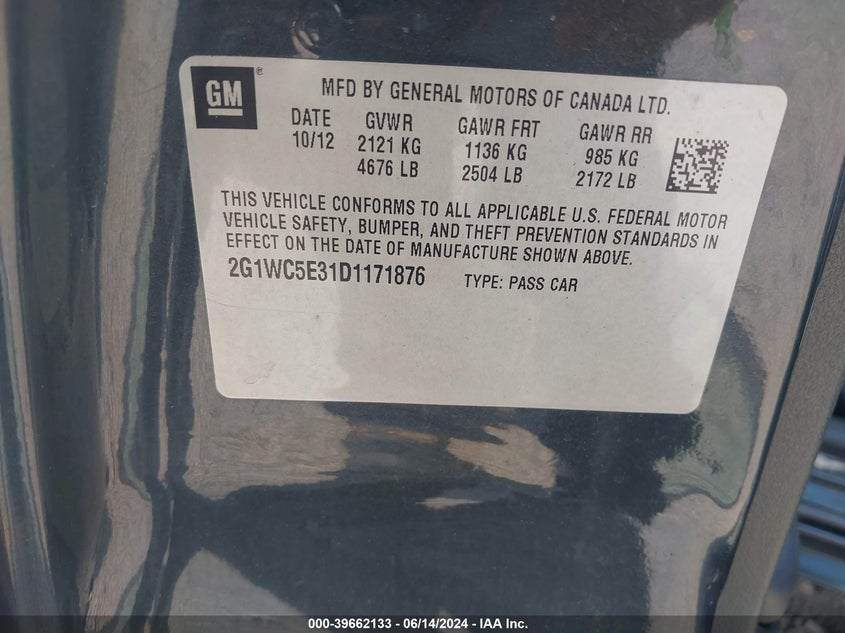 GM®
MFD BY GENERAL MOTORS OF CANADA LTD.
DATE GVWR GAWR FRT GAWR RR
10/12 2121 KG 1136 KG 985 KG
4676 LB 2504 LB 2172 LB
THIS VEHICLE CONFORMS TO ALL APPLICABLE U.S. FEDERAL MOTOR
VEHICLE SAFETY, BUMPER, AND THEFT PREVENTION STANDARDS IN
EFFECT ON THE DATE OF MANUFACTURE SHOWN ABOVE.
2G1WC5E31D1171876 TYPE: PASS CAR
000-39662133 - 06/14/2024 - IAA Inc.